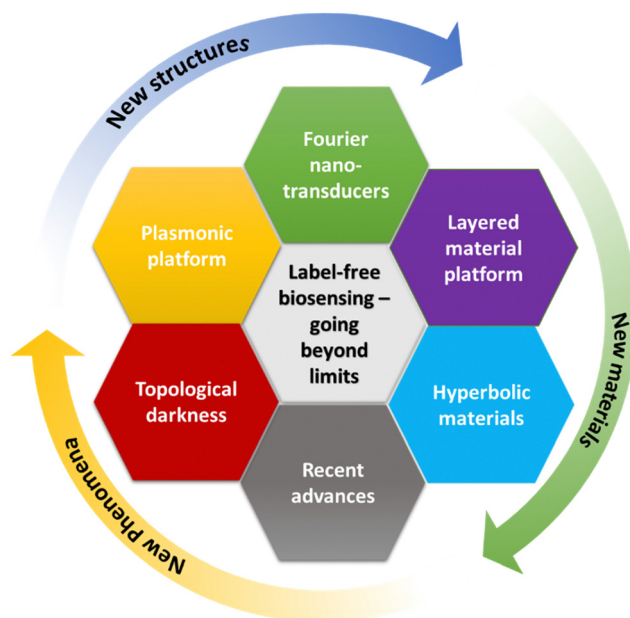 New structures
Fourier
nano-
transducers
Plasmonic
platform
Layered
material
platform
Label-free
biosensing –
going
beyond
limits
New materials
Topological
darkness
Hyperbolic
materials
Recent
advances
New Phenomena